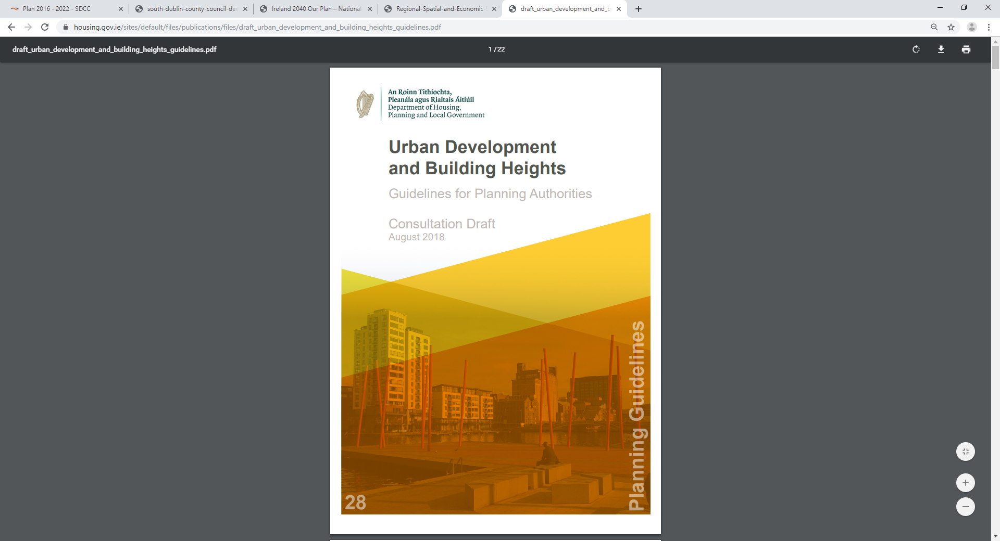 Plan 2016 - 2022 - SDCC
south-dublin-county-council-dev
Ireland 2040 Our Plan – National
Regional-Spatial-and-Economic-
draft_urban_development_and_b
housing.gov.ie/sites/default/files/publications/files/draft_urban_development_and_building_heights_guidelines.pdf
draft_urban_development_and_building_heights_guidelines.pdf
1 / 22
An Roinn Tithíochta,
Pleanála agus Rialtais Áitiúil
Department of Housing,
Planning and Local Government
Urban Development
and Building Heights
Guidelines for Planning Authorities
Consultation Draft
August 2018
Planning Guidelines
28